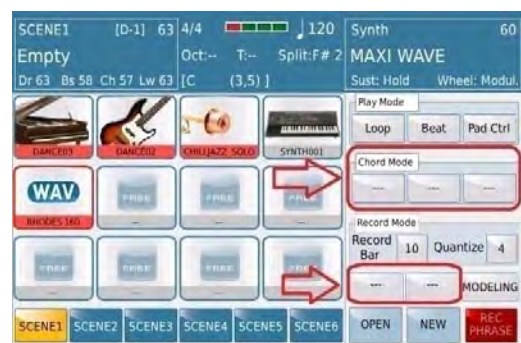 SCENE1 [D-1] 63 4/4 120 Synth 60
Empty Oct:-- T:-- Split:F# 2 MAXI WAVE
Dr 63 Bs 58 Ch 57 Lw 63 [C (3,5) ] Sust: Hold Wheel: Modul.
Play Mode
Loop Beat Pad Ctrl
DANCE03 DANCE02 CHILLJAZZ SOLO SYNTH001
Chord Mode
--- --- ---
WAV FREE FREE FREE
RHODES 160 -- -- --
Record Mode
Record Bar 10 Quantize 4
FREE FREE FREE FREE
-- -- -- --
--- --- MODELING
SCENE1 SCENE2 SCENE3 SCENE4 SCENE5 SCENE6 OPEN NEW REC PHRASE